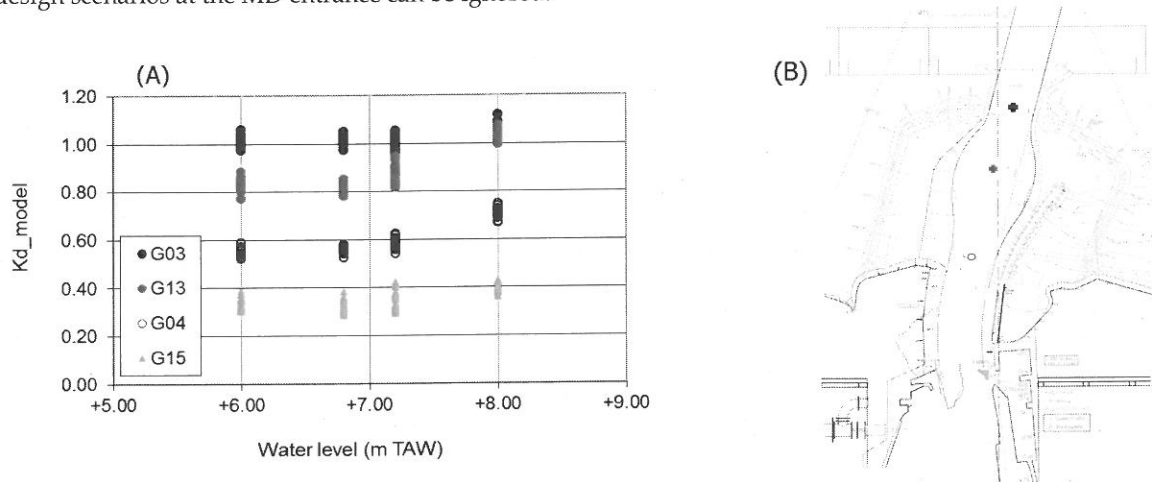 design scenarios at the MD entrance can be ignored.
(A)
(B)
1.20
1.00
0.80
0.60
0.40
0.20
0.00
Kd_model
G03
G13
G04
G15
+5.00 +6.00 +7.00 +8.00 +9.00
Water level (m TAW)